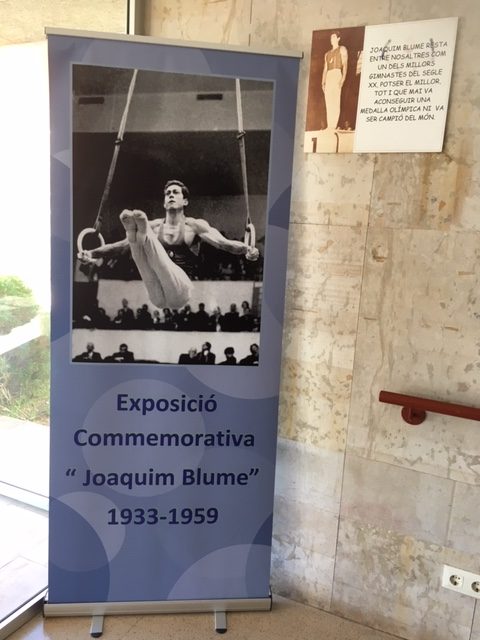 Exposició
Commemorativa
“ Joaquim Blume”
1933-1959
JOAQUIM BLUME RESTA
ENTRE NOSALTRES COM
UN DELS MILLORS
GIMNASTES DEL SEGLE
XX, POTSER EL MILLOR,
TOT I QUE MAI VA
ACONSEGUIR UNA
MEDALLA OLÍMPICA NI VA
SER CAMPIÓ DEL MÓN.